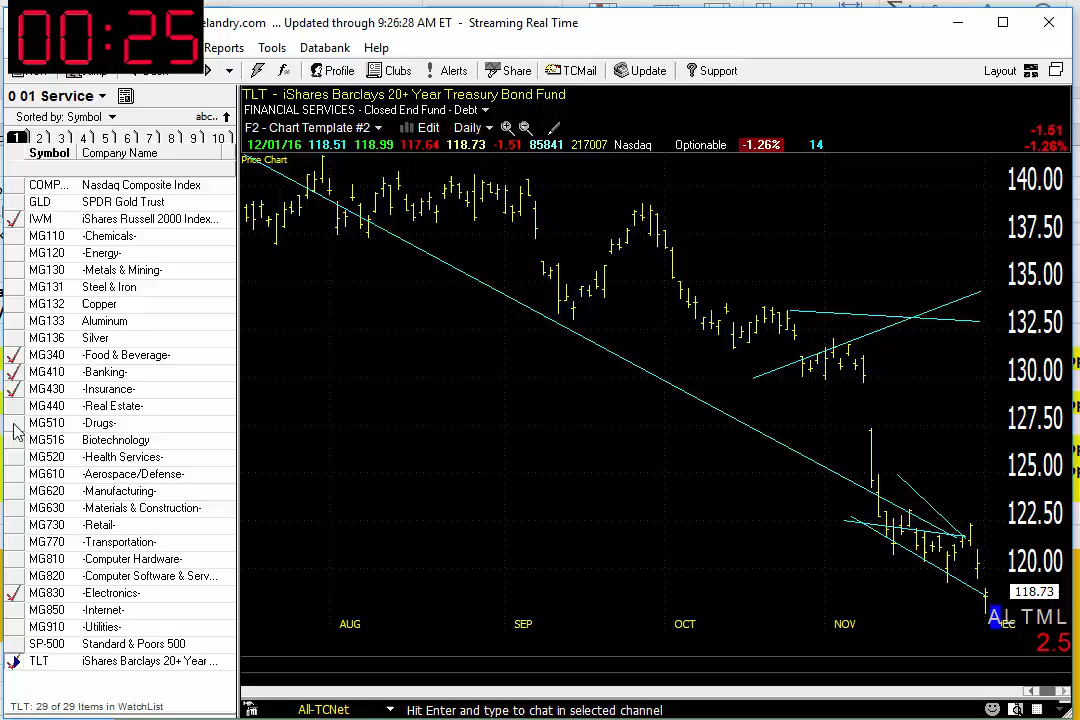 00:25
elandry.com ... Updated through 9:26:28 AM ET - Streaming Real Time
Reports Tools Databank Help
Profile Clubs Alerts Share TCMail Update Support Layout
0 01 Service
Sorted by: Symbol abc..
1 2 3 4 5 6 7 8 9 10
Symbol Company Name
COMP... Nasdaq Composite Index
GLD SPDR Gold Trust
IWM iShares Russell 2000 Index...
MG110 -Chemicals-
MG120 -Energy-
MG130 -Metals & Mining-
MG131 Steel & Iron
MG132 Copper
MG133 Aluminum
MG136 Silver
MG340 -Food & Beverage-
MG410 -Banking-
MG430 -Insurance-
MG440 -Real Estate-
MG510 -Drugs-
MG516 Biotechnology
MG520 -Health Services-
MG610 -Aerospace/Defense-
MG620 -Manufacturing-
MG630 -Materials & Construction-
MG730 -Retail-
MG770 -Transportation-
MG810 -Computer Hardware-
MG820 -Computer Software & Serv...
MG830 -Electronics-
MG850 -Internet-
MG910 -Utilities-
SP-500 Standard & Poors 500
TLT iShares Barclays 20+ Year ...
TLT: 29 of 29 Items in WatchList
TLT - iShares Barclays 20+ Year Treasury Bond Fund
FINANCIAL SERVICES - Closed End Fund - Debt
F2 - Chart Template #2 Edit Daily
-1.51
12/01/16 118.51 118.99 117.64 118.73 -1.51 85841 217007 Nasdaq Optionable -1.26% 14
-1.26%
Price Chart
140.00
137.50
135.00
132.50
130.00
127.50
125.00
122.50
120.00
118.73
AL TML
AUG SEP OCT NOV
2.5
All-TCNet Hit Enter and type to chat in selected channel